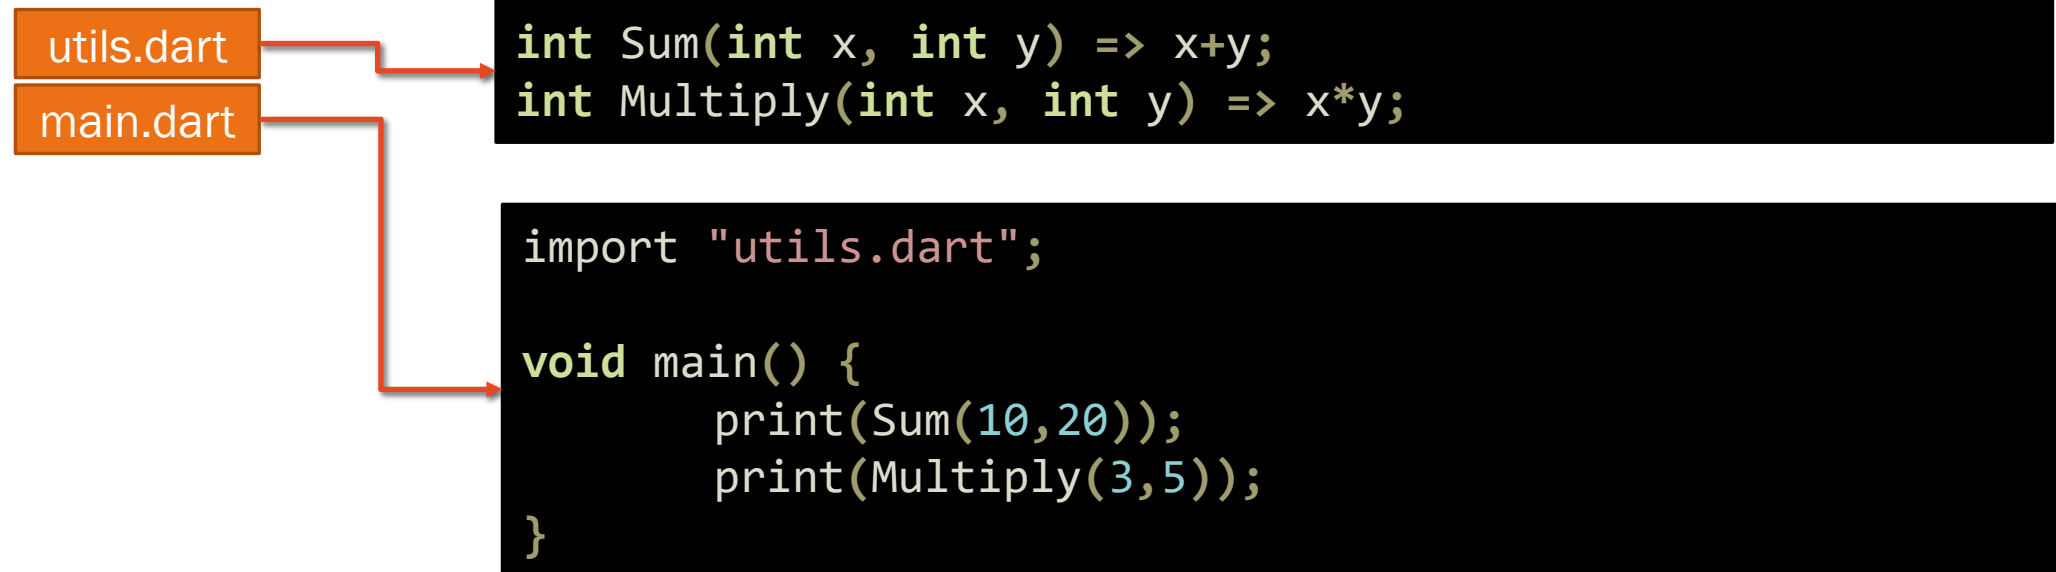 utils.dart
main.dart
int Sum(int x, int y) => x+y;
int Multiply(int x, int y) => x*y;
import "utils.dart";
void main() {
print(Sum(10,20));
print(Multiply(3,5));
}